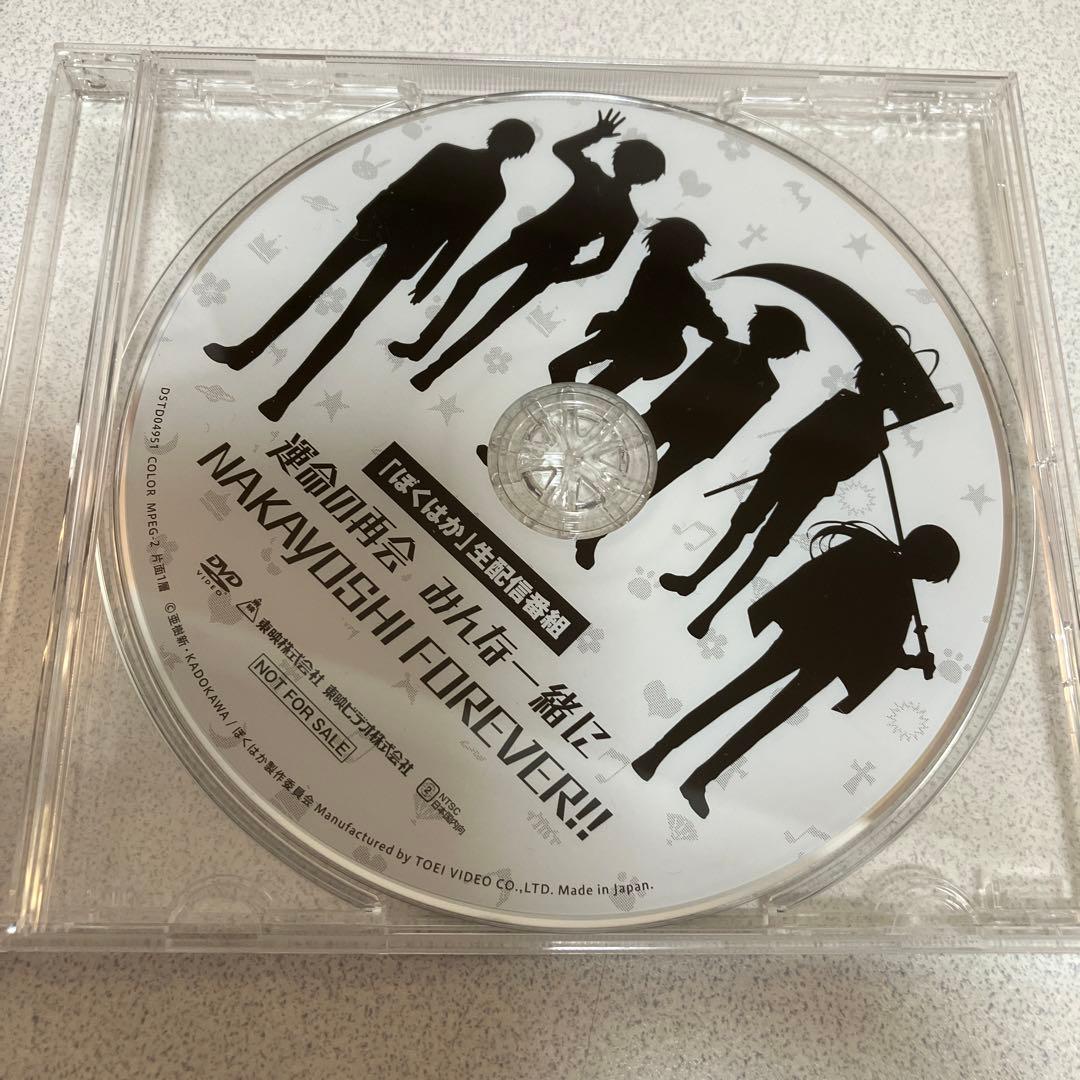 「ぼくはか」生配信番組
運命の再会 みんな一緒に
NAKAYOSHI FOREVER!!
DVD
VIDEO
東映株式会社 東映ビデオ株式会社
NOT FOR SALE
2
NTSC
日本国内向
DSTD04951 COLOR MPEG-2 片面1層 ©亜樹新・KADOKAWA/ぼくはか製作委員会 Manufactured by TOEI VIDEO CO.,LTD. Made in Japan.